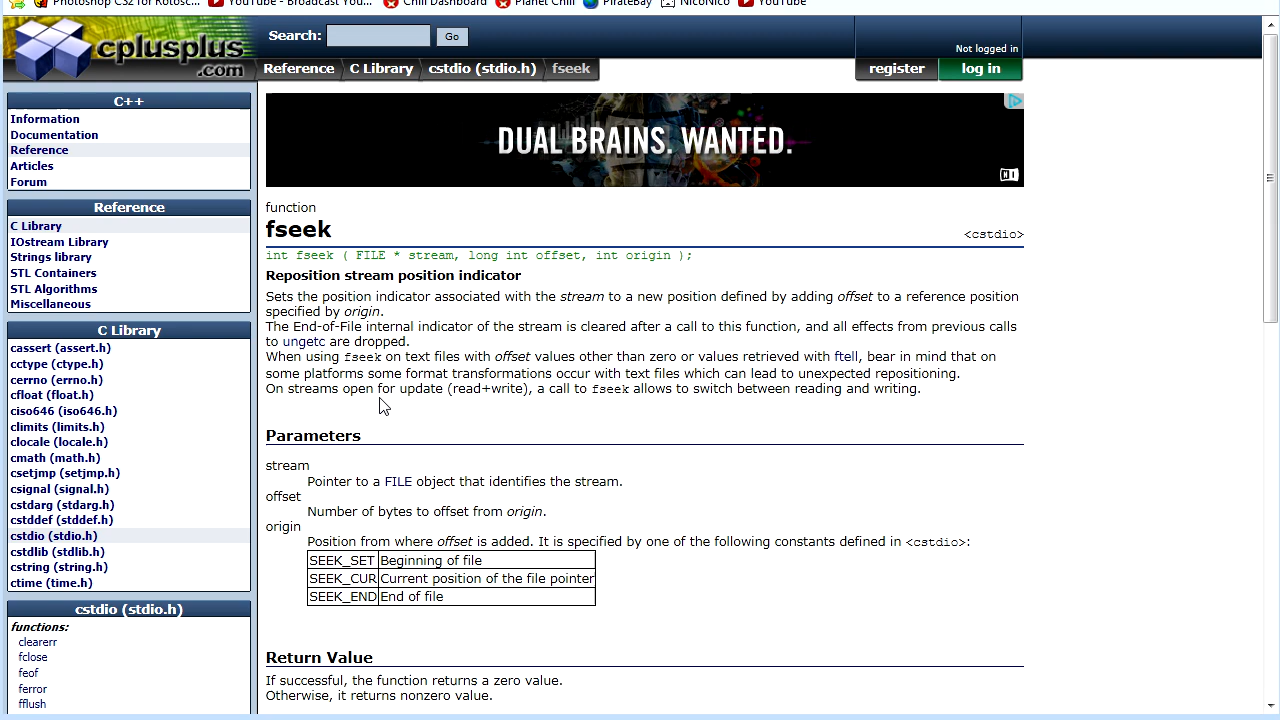 Photoshop CS2 for Kotosc...
YouTube - Broadcast You...
Chill Dashboard
Planet Chill
PirateBay
NicoNico
YouTube
cplusplus
.com
Search:
Go
Not logged in
Reference
C Library
cstdio (stdio.h)
fseek
register
log in
C++
Information
Documentation
Reference
Articles
Forum
Reference
C Library
IOstream Library
Strings library
STL Containers
STL Algorithms
Miscellaneous
C Library
cassert (assert.h)
cctype (ctype.h)
cerrno (errno.h)
cfloat (float.h)
ciso646 (iso646.h)
climits (limits.h)
clocale (locale.h)
cmath (math.h)
csetjmp (setjmp.h)
csignal (signal.h)
cstdarg (stdarg.h)
cstddef (stddef.h)
cstdio (stdio.h)
cstdlib (stdlib.h)
cstring (string.h)
ctime (time.h)
cstdio (stdio.h)
functions:
clearerr
fclose
feof
ferror
fflush
DUAL BRAINS. WANTED.
function
fseek
<cstdio>
int fseek ( FILE * stream, long int offset, int origin );
Reposition stream position indicator
Sets the position indicator associated with the stream to a new position defined by adding offset to a reference position
specified by origin.
The End-of-File internal indicator of the stream is cleared after a call to this function, and all effects from previous calls
to ungetc are dropped.
When using fseek on text files with offset values other than zero or values retrieved with ftell, bear in mind that on
some platforms some format transformations occur with text files which can lead to unexpected repositioning.
On streams open for update (read+write), a call to fseek allows to switch between reading and writing.
Parameters
stream
Pointer to a FILE object that identifies the stream.
offset
Number of bytes to offset from origin.
origin
Position from where offset is added. It is specified by one of the following constants defined in <cstdio>:
SEEK_SET Beginning of file
SEEK_CUR Current position of the file pointer
SEEK_END End of file
Return Value
If successful, the function returns a zero value.
Otherwise, it returns nonzero value.